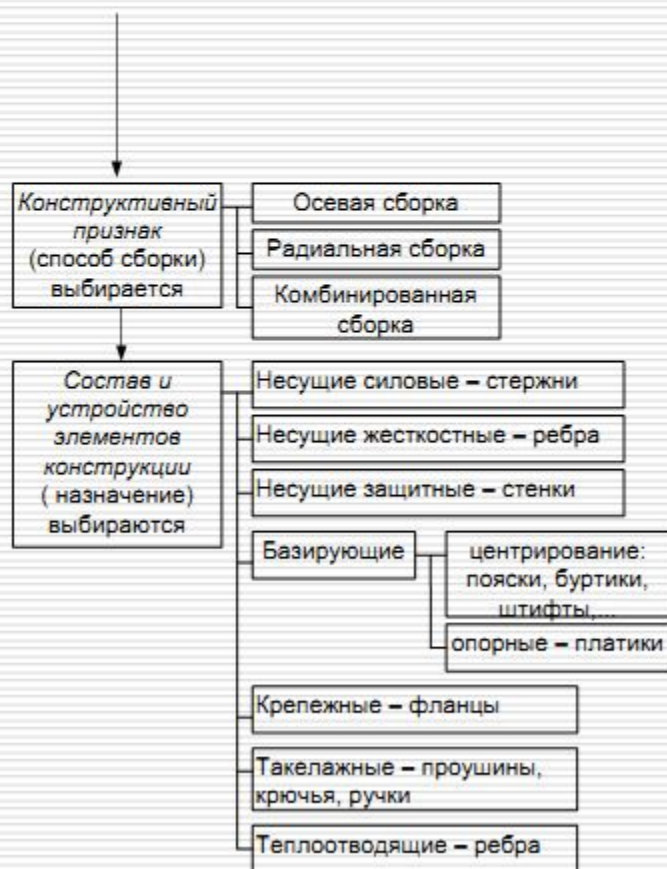 Конструктивный
признак
(способ сборки)
выбирается
Осевая сборка
Радиальная сборка
Комбинированная
сборка
Состав и
устройство
элементов
конструкции
( назначение)
выбираются
Несущие силовые – стержни
Несущие жесткостные – ребра
Несущие защитные – стенки
Базирующие
центрирование:
пояски, буртики,
штифты,...
опорные – платики
Крепежные – фланцы
Такелажные – проушины,
крючья, ручки
Теплоотводящие – ребра